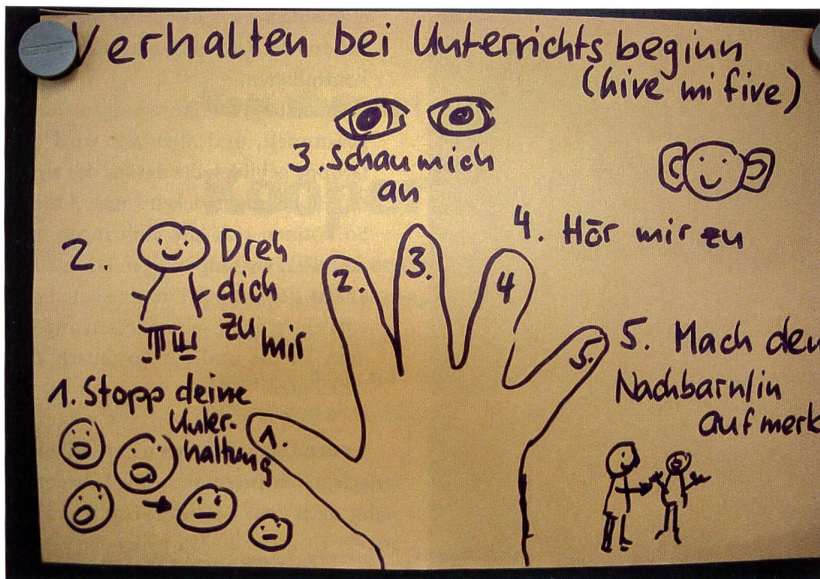 Verhalten bei Unterrichtsbeginn
(hive mi five)
3. Schau mich
an
4. Hör mir zu
2. Dreh
dich
zu mir
2.
3.
4
5.
5. Mach den
Nachbarn/in
aufmerk
1. Stopp deine
Unter-
haltung
1.